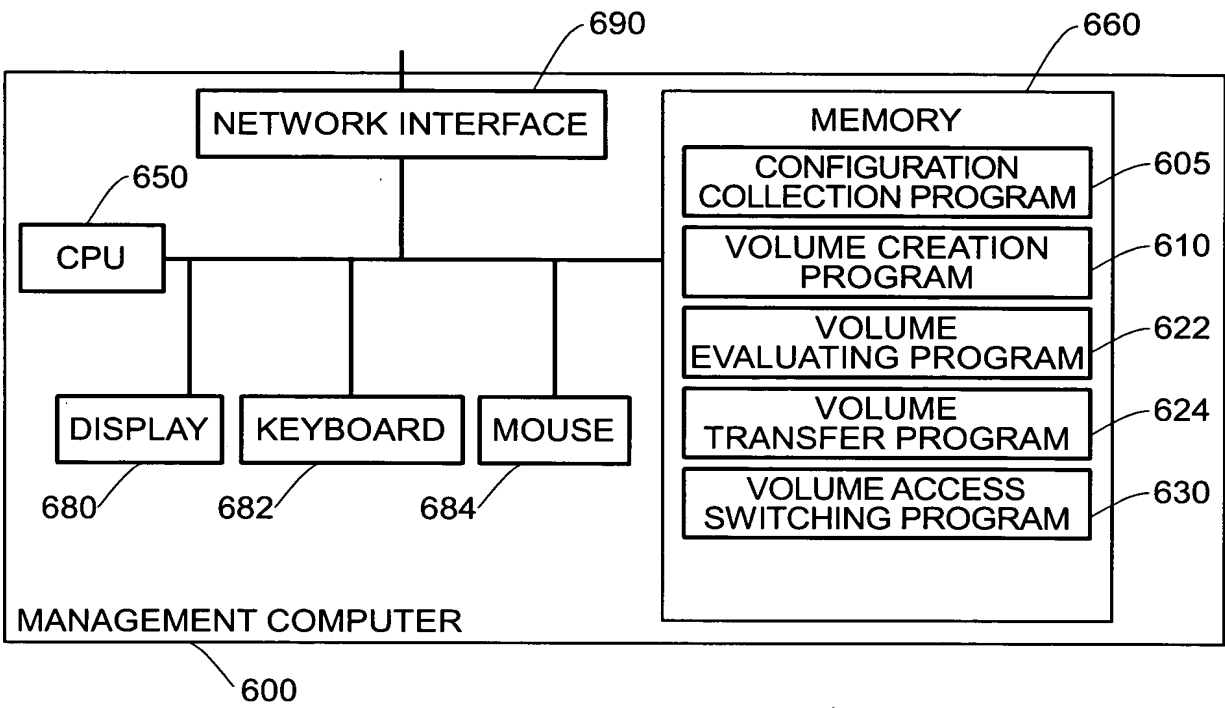 690
660
NETWORK INTERFACE
MEMORY
CONFIGURATION
COLLECTION PROGRAM
605
650
CPU
VOLUME CREATION
PROGRAM
610
VOLUME
EVALUATING PROGRAM
622
DISPLAY
KEYBOARD
MOUSE
VOLUME
TRANSFER PROGRAM
624
680
682
684
VOLUME ACCESS
SWITCHING PROGRAM
630
MANAGEMENT COMPUTER
600